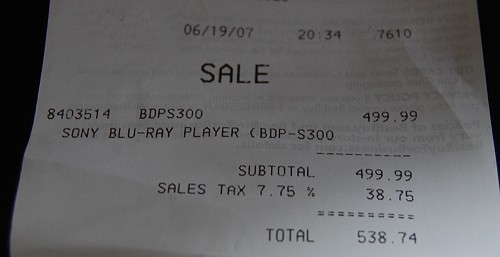 06/19/07 20:34 7610
SALE
8403514 BDPS300 499.99
SONY BLU-RAY PLAYER (BDP-S300
----------
SUBTOTAL 499.99
SALES TAX 7.75 % 38.75
==========
TOTAL 538.74